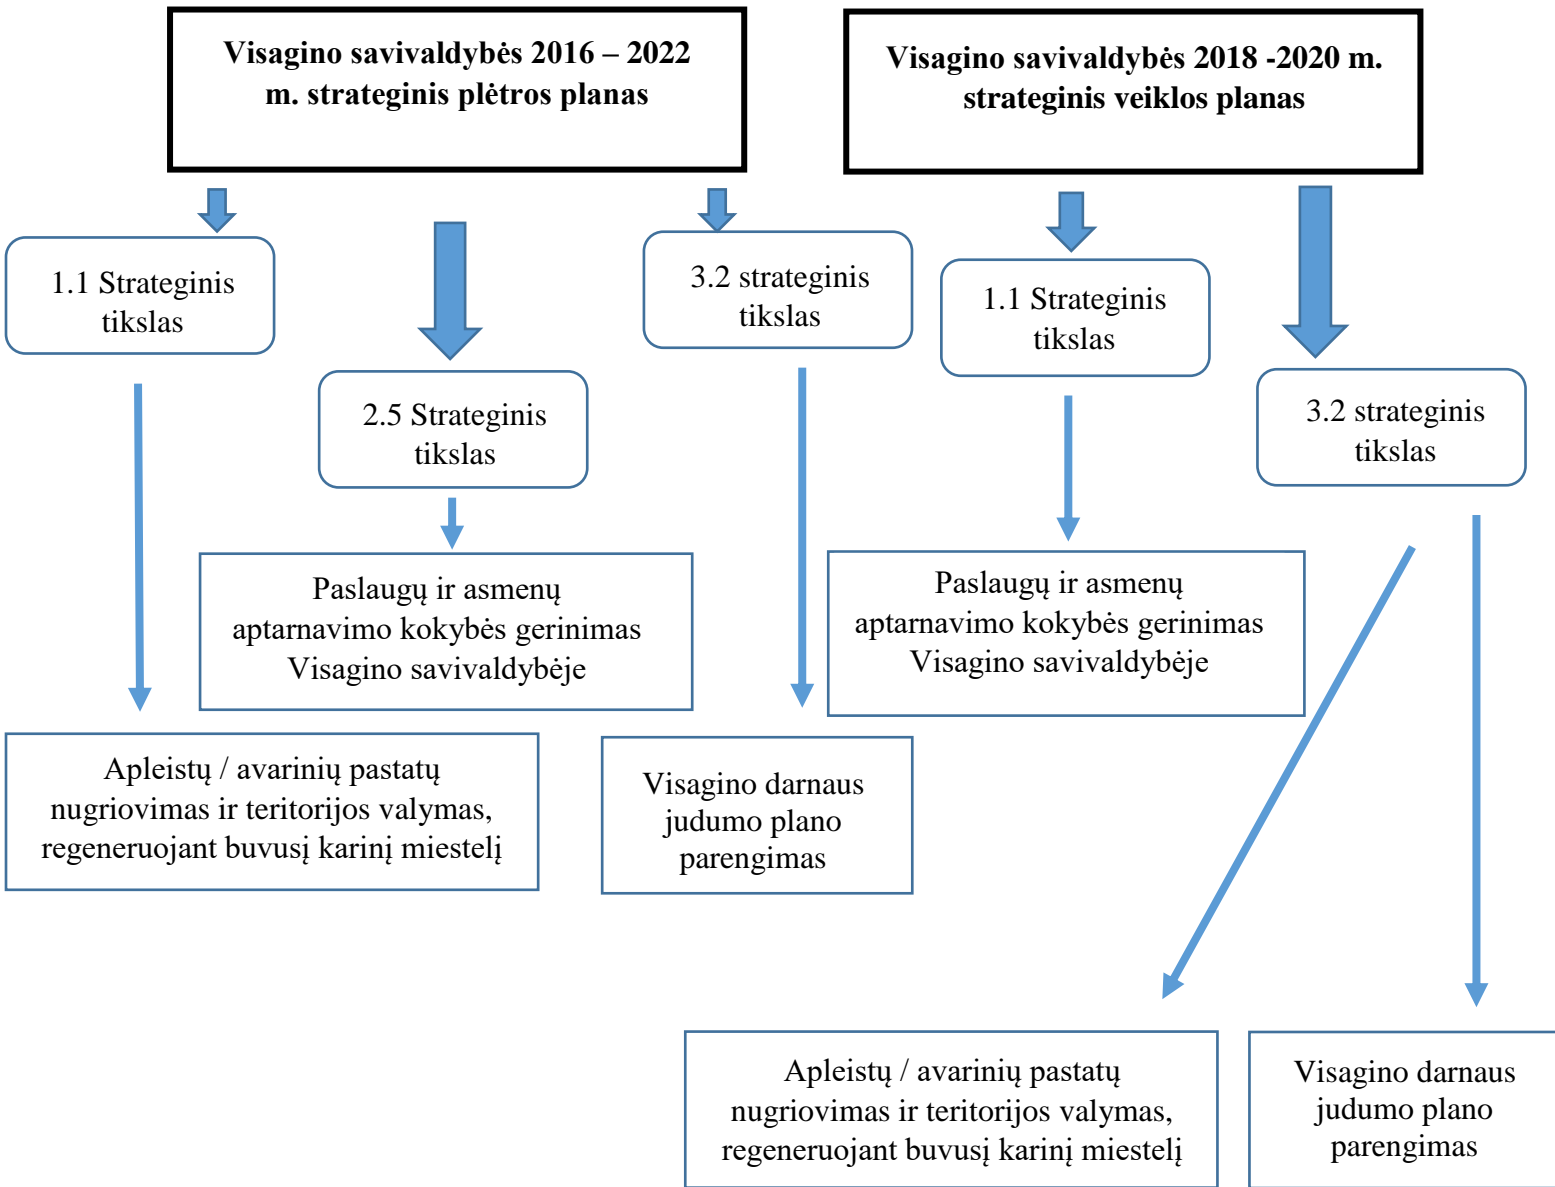 Visagino savivaldybės 2016 – 2022
m. strateginis plėtros planas
Visagino savivaldybės 2018 -2020 m.
strateginis veiklos planas
1.1 Strateginis
tikslas
2.5 Strateginis
tikslas
3.2 strateginis
tikslas
1.1 Strateginis
tikslas
3.2 strateginis
tikslas
Paslaugų ir asmenų
aptarnavimo kokybės gerinimas
Visagino savivaldybėje
Paslaugų ir asmenų
aptarnavimo kokybės gerinimas
Visagino savivaldybėje
Apleistų / avarinių pastatų
nugriovimas ir teritorijos valymas,
regeneruojant buvusį karinį miestelį
Visagino darnaus
judumo plano
parengimas
Apleistų / avarinių pastatų
nugriovimas ir teritorijos valymas,
regeneruojant buvusį karinį miestelį
Visagino darnaus
judumo plano
parengimas